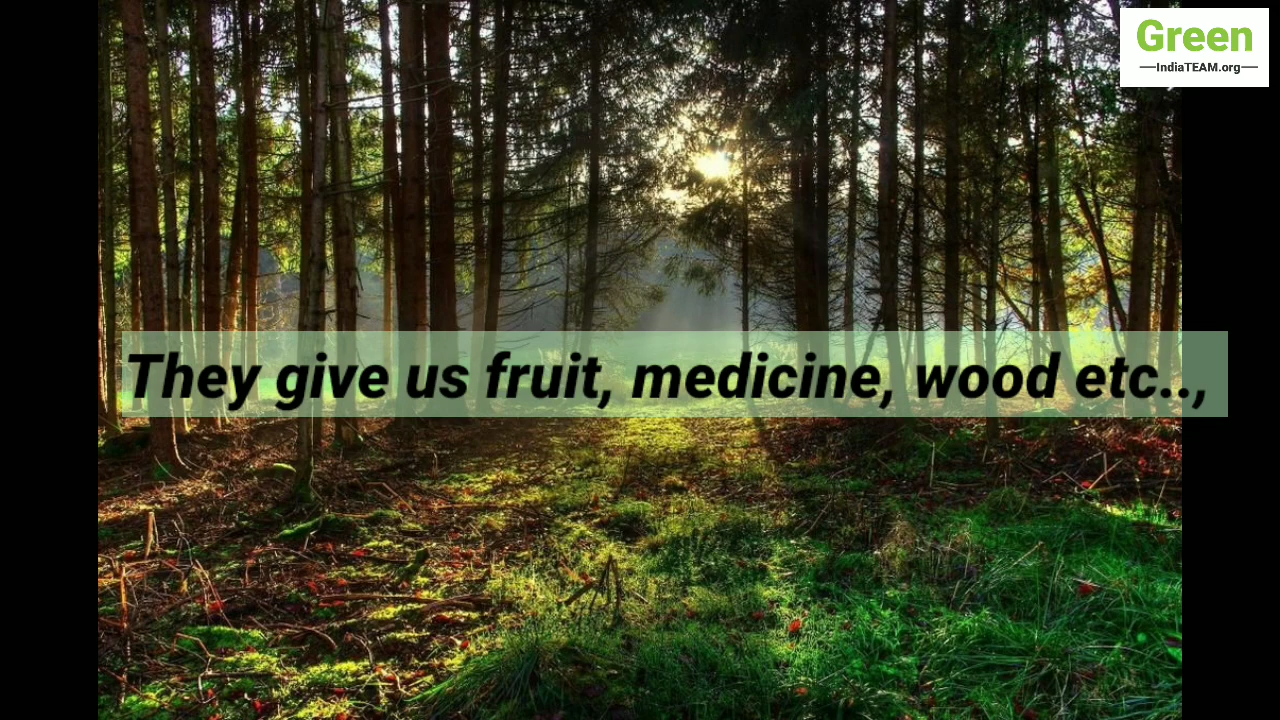 Green
IndiaTEAM.org
They give us fruit, medicine, wood etc..,